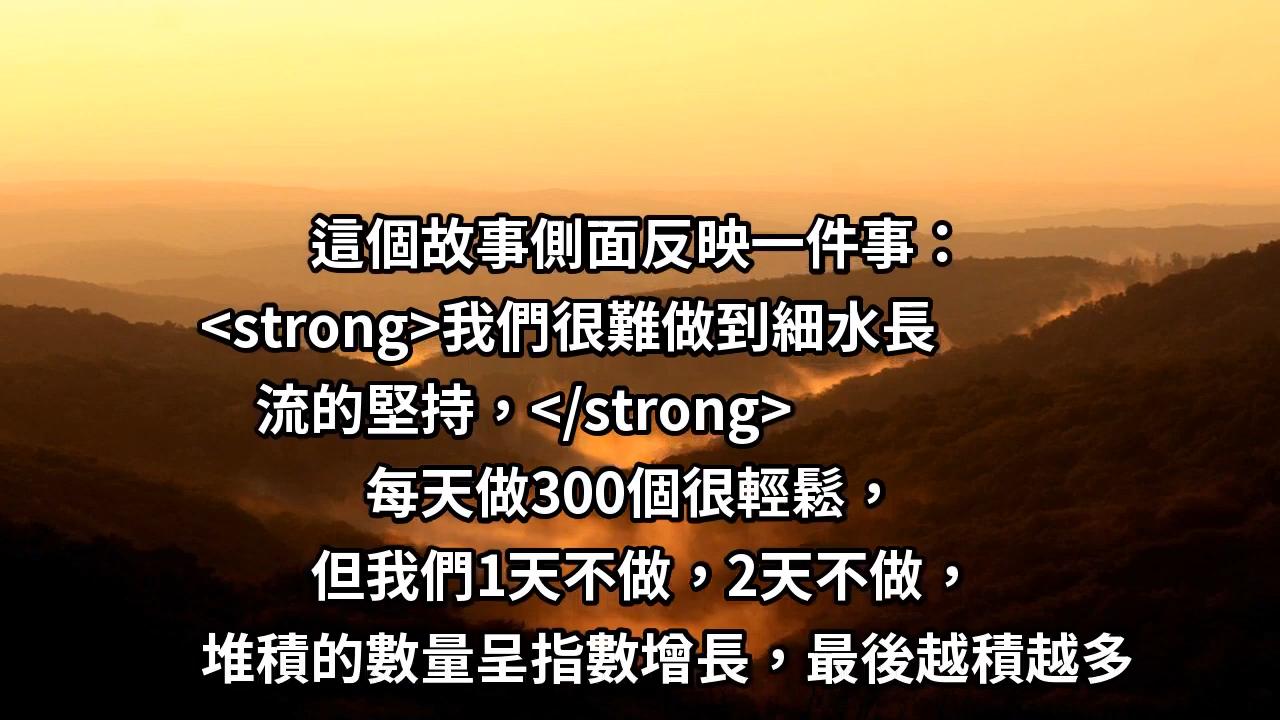 這個故事側面反映一件事：
<strong>我們很難做到細水長
流的堅持，</strong>
每天做300個很輕鬆，
但我們1天不做，2天不做，
堆積的數量呈指數增長，最後越積越多